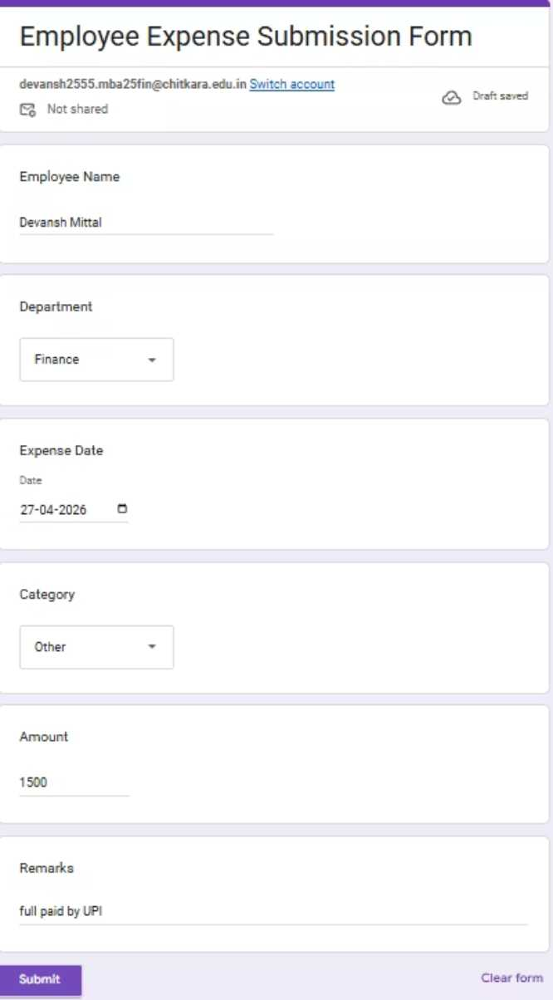 Employee Expense Submission Form
devansh2555.mba25fin@chitkara.edu.in Switch account
Draft saved
Not shared
Employee Name
Devansh Mittal
Department
Finance
Expense Date
Date
27-04-2026
Category
Other
Amount
1500
Remarks
full paid by UPI
Submit
Clear form